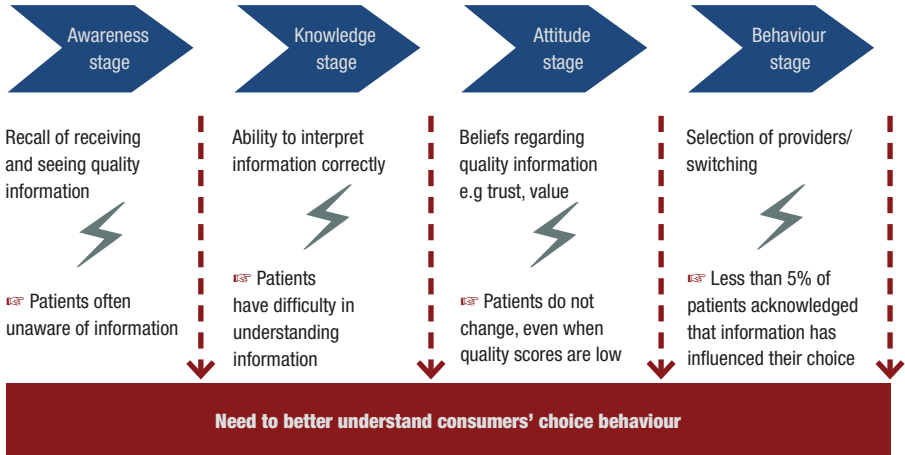 Awareness
stage
Knowledge
stage
Attitude
stage
Behaviour
stage
Recall of receiving
and seeing quality
information
☞ Patients often
unaware of information
Ability to interpret
information correctly
☞ Patients
have difficulty in
understanding
information
Beliefs regarding
quality information
e.g trust, value
☞ Patients do not
change, even when
quality scores are low
Selection of providers/
switching
☞ Less than 5% of
patients acknowledged
that information has
influenced their choice
Need to better understand consumers’ choice behaviour